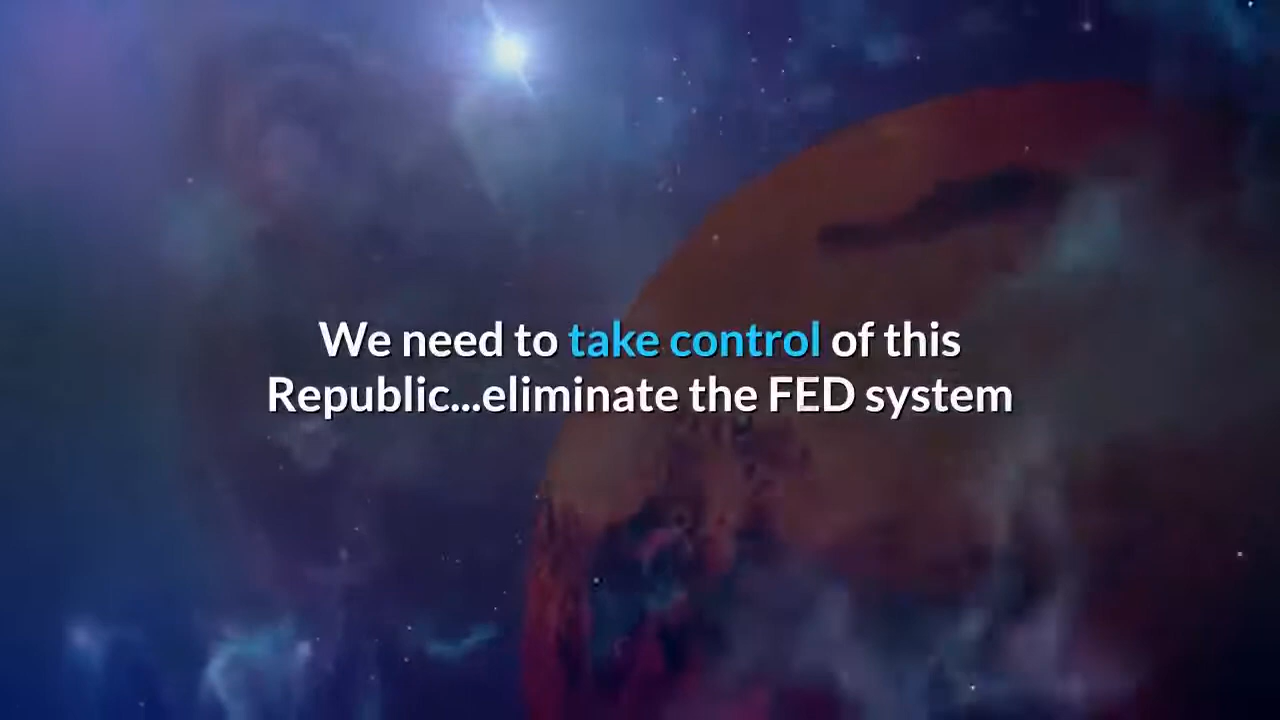 We need to take control of this
Republic...eliminate the FED system